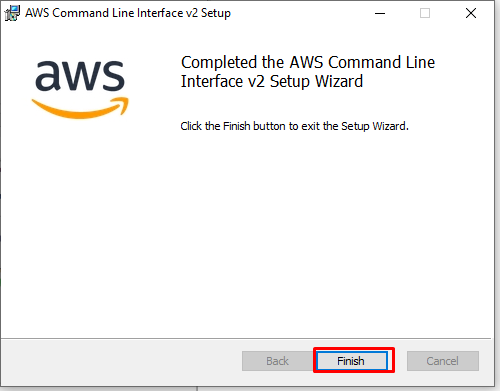 AWS Command Line Interface v2 Setup
aws
Completed the AWS Command Line
Interface v2 Setup Wizard
Click the Finish button to exit the Setup Wizard.
Back
Finish
Cancel